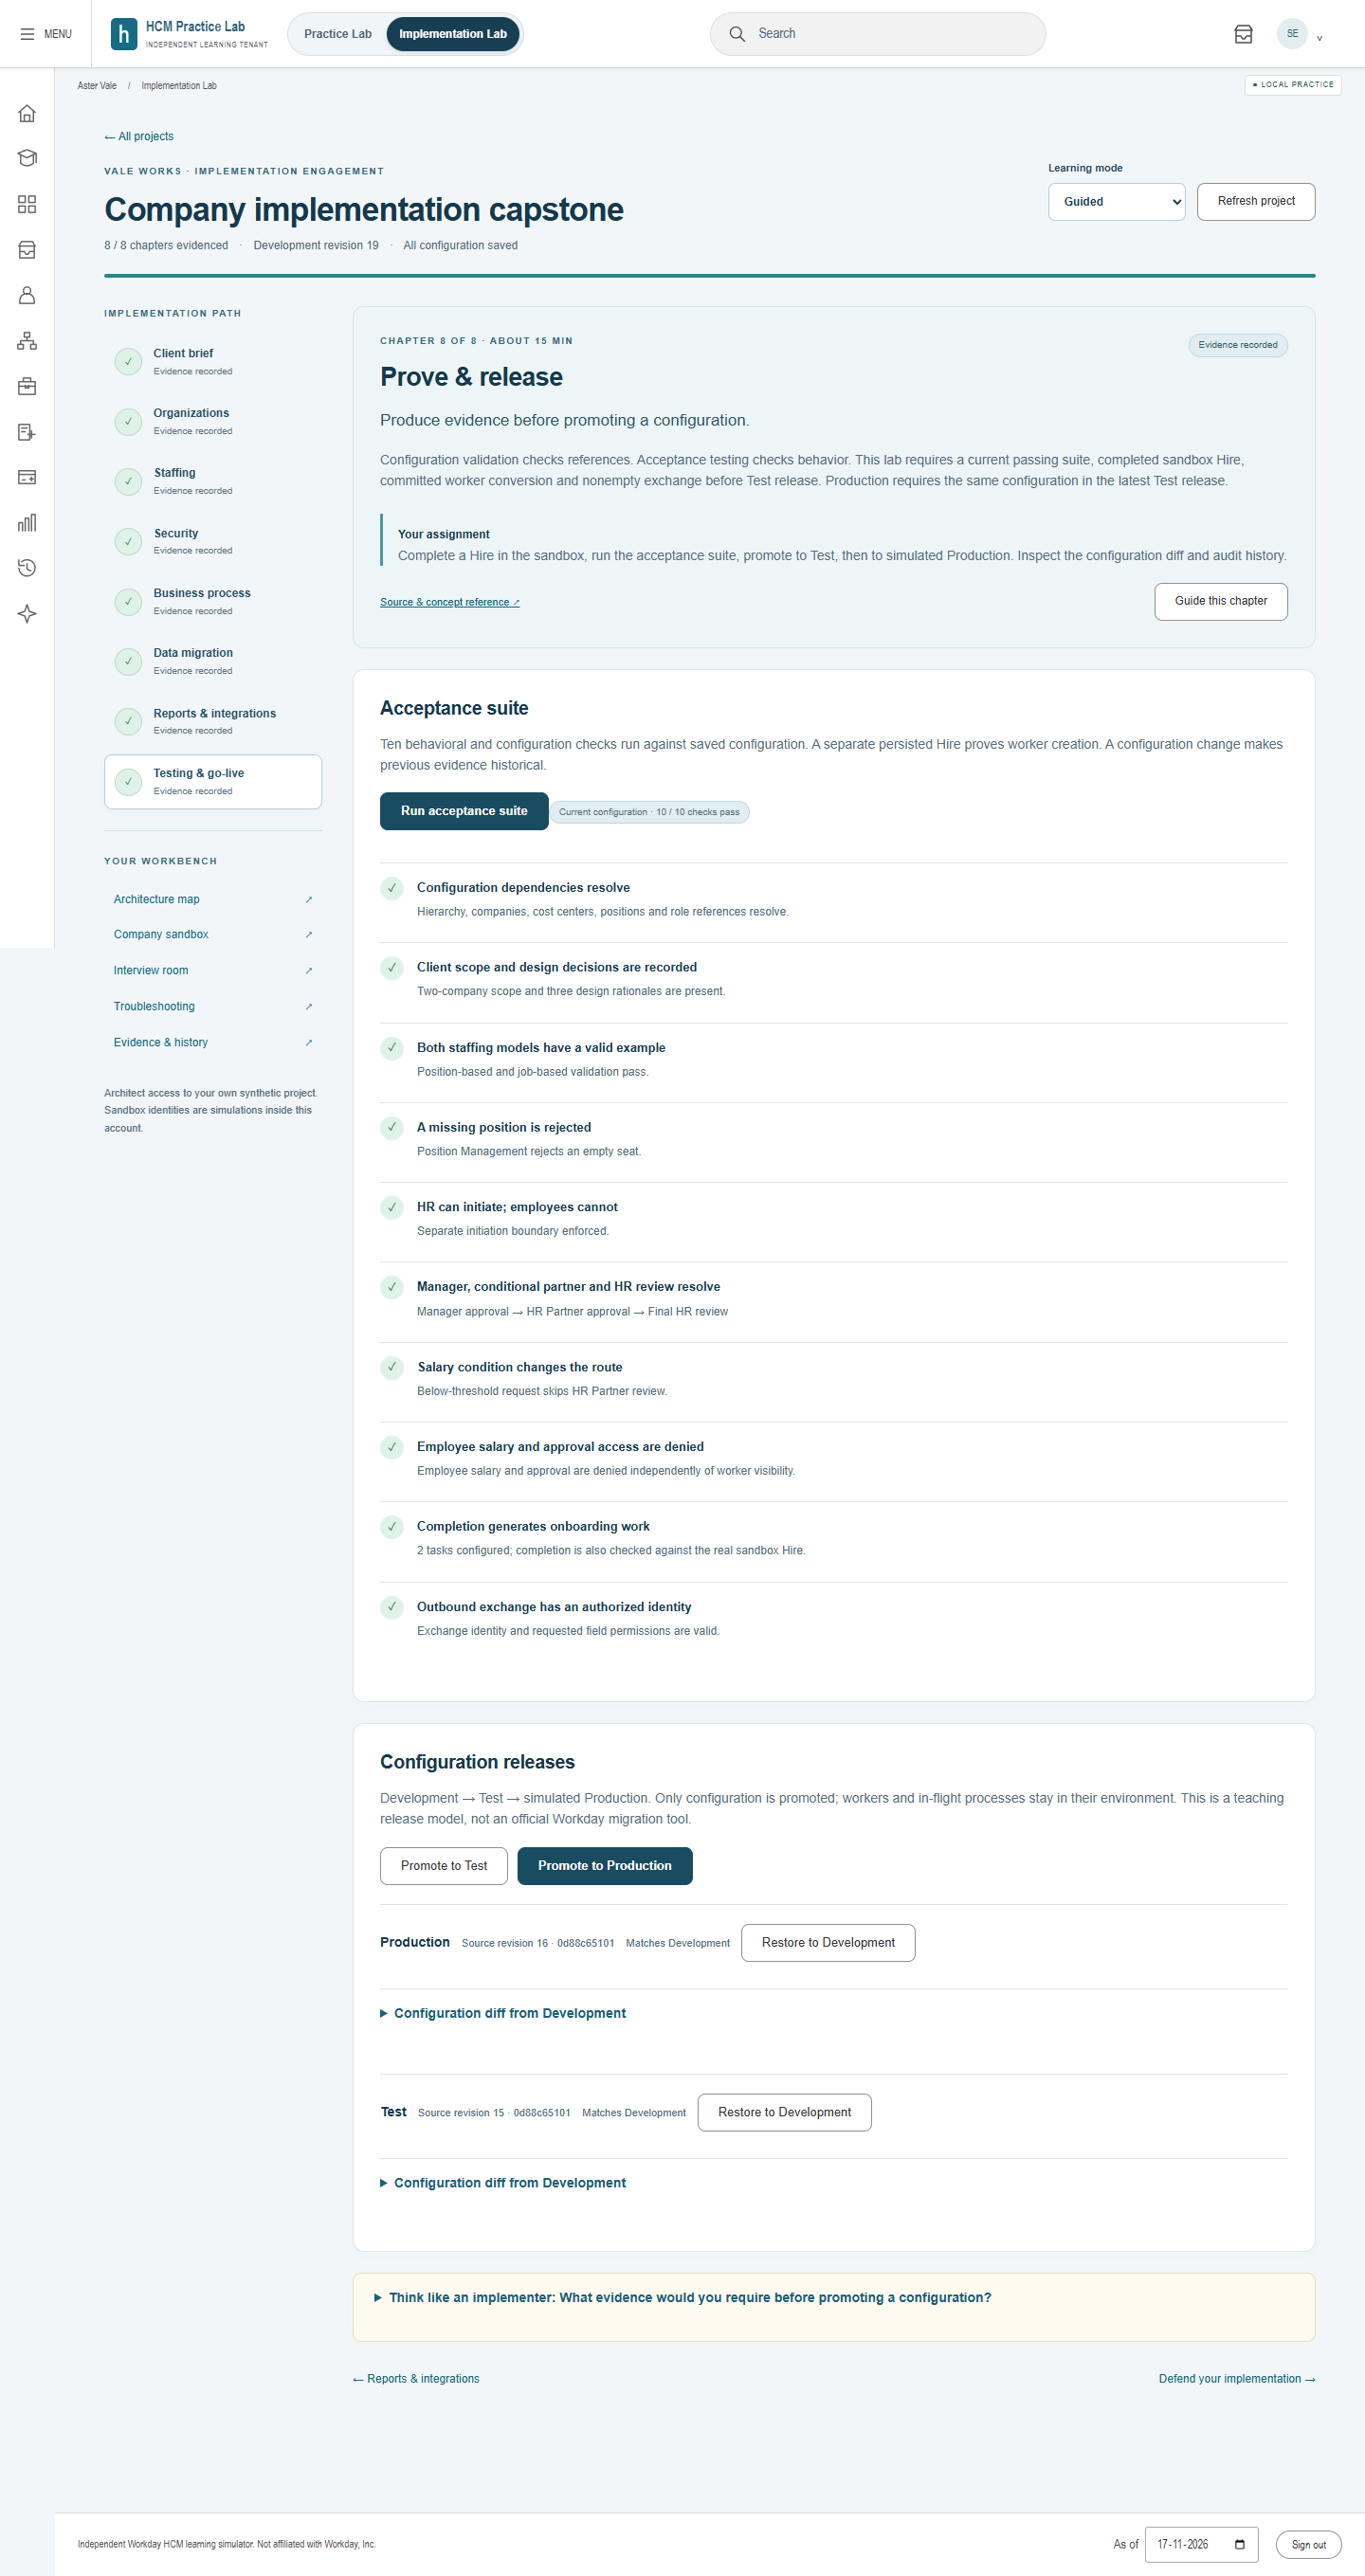 MENU
h
HCM Practice Lab
INDEPENDENT LEARNING TENANT
Practice Lab
Implementation Lab
Search
SE
v
Aster Vale / Implementation Lab
LOCAL PRACTICE
← All projects
VALE WORKS · IMPLEMENTATION ENGAGEMENT
Company implementation capstone
8 / 8 chapters evidenced · Development revision 19 · All configuration saved
Learning mode
Guided
Refresh project
IMPLEMENTATION PATH
✓ Client brief
Evidence recorded
✓ Organizations
Evidence recorded
✓ Staffing
Evidence recorded
✓ Security
Evidence recorded
✓ Business process
Evidence recorded
✓ Data migration
Evidence recorded
✓ Reports & integrations
Evidence recorded
✓ Testing & go-live
Evidence recorded
YOUR WORKBENCH
Architecture map ↗
Company sandbox ↗
Interview room ↗
Troubleshooting ↗
Evidence & history ↗
Architect access to your own synthetic project.
Sandbox identities are simulations inside this
account.
CHAPTER 8 OF 8 · ABOUT 15 MIN
Evidence recorded
Prove & release
Produce evidence before promoting a configuration.
Configuration validation checks references. Acceptance testing checks behavior. This lab requires a current passing suite, completed sandbox Hire,
committed worker conversion and nonempty exchange before Test release. Production requires the same configuration in the latest Test release.
Your assignment
Complete a Hire in the sandbox, run the acceptance suite, promote to Test, then to simulated Production. Inspect the configuration diff and audit history.
Source & concept reference ↗
Guide this chapter
Acceptance suite
Ten behavioral and configuration checks run against saved configuration. A separate persisted Hire proves worker creation. A configuration change makes
previous evidence historical.
Run acceptance suite
Current configuration · 10 / 10 checks pass
✓ Configuration dependencies resolve
Hierarchy, companies, cost centers, positions and role references resolve.
✓ Client scope and design decisions are recorded
Two-company scope and three design rationales are present.
✓ Both staffing models have a valid example
Position-based and job-based validation pass.
✓ A missing position is rejected
Position Management rejects an empty seat.
✓ HR can initiate; employees cannot
Separate initiation boundary enforced.
✓ Manager, conditional partner and HR review resolve
Manager approval → HR Partner approval → Final HR review
✓ Salary condition changes the route
Below-threshold request skips HR Partner review.
✓ Employee salary and approval access are denied
Employee salary and approval are denied independently of worker visibility.
✓ Completion generates onboarding work
2 tasks configured; completion is also checked against the real sandbox Hire.
✓ Outbound exchange has an authorized identity
Exchange identity and requested field permissions are valid.
Configuration releases
Development → Test → simulated Production. Only configuration is promoted; workers and in-flight processes stay in their environment. This is a teaching
release model, not an official Workday migration tool.
Promote to Test
Promote to Production
Production Source revision 16 · 0d88c65101 Matches Development Restore to Development
▶ Configuration diff from Development
Test Source revision 15 · 0d88c65101 Matches Development Restore to Development
▶ Configuration diff from Development
▶ Think like an implementer: What evidence would you require before promoting a configuration?
← Reports & integrations
Defend your implementation →
Independent Workday HCM learning simulator. Not affiliated with Workday, Inc.
As of 17-11-2026
Sign out